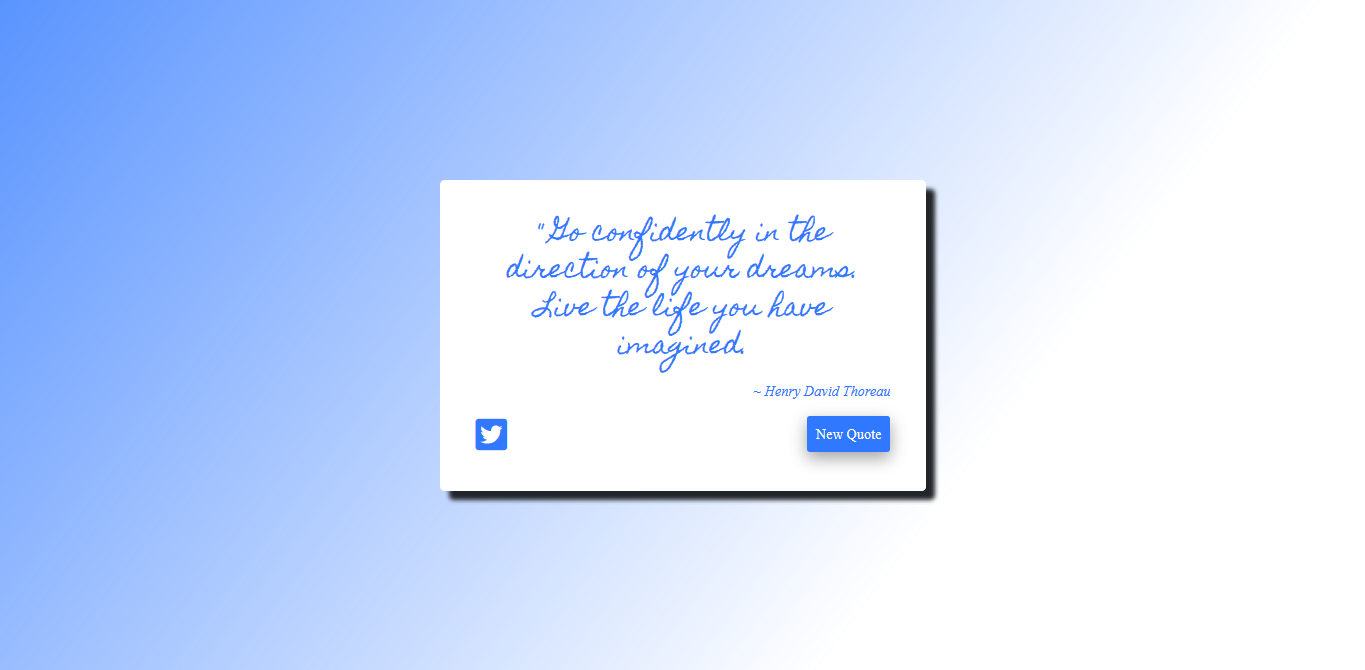 "Go confidently in the
direction of your dreams.
Live the life you have
imagined.
~ Henry David Thoreau
New Quote